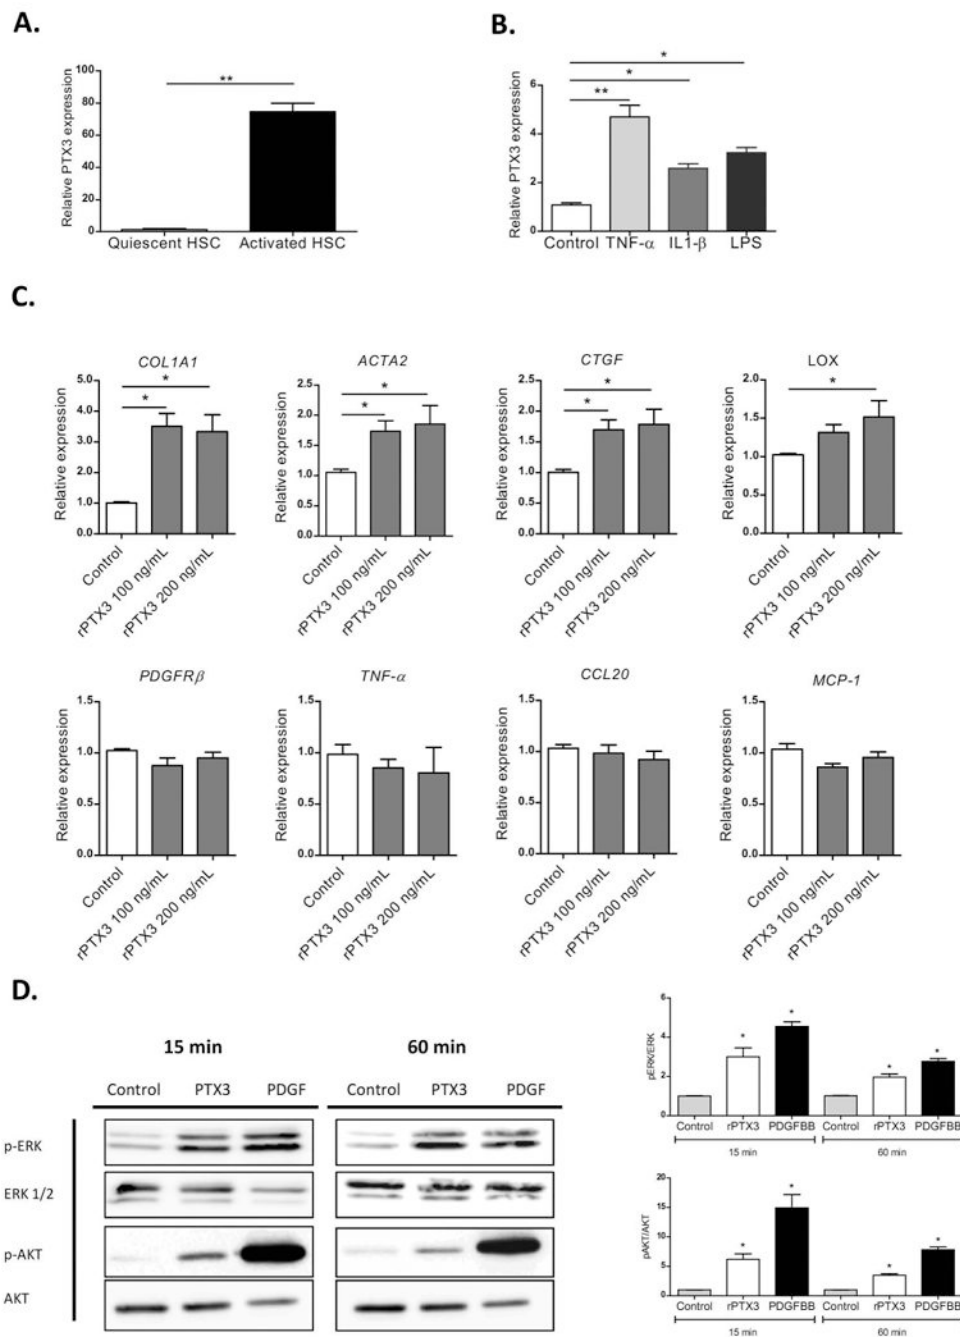 A.
Relative PTX3 expression
100
80
60
40
20
0
**
Quiescent HSC Activated HSC
B.
Relative PTX3 expression
6
4
2
0
*
*
**
Control TNF-α IL1-β LPS
C.
COL1A1
Relative expression
5.0
4.0
3.0
2.0
1.0
0.0
*
*
Control
rPTX3 100 ng/mL
rPTX3 200 ng/mL
ACTA2
Relative expression
2.5
2.0
1.5
1.0
0.5
0.0
*
*
Control
rPTX3 100 ng/mL
rPTX3 200 ng/mL
CTGF
Relative expression
2.5
2.0
1.5
1.0
0.5
0.0
*
*
Control
rPTX3 100 ng/mL
rPTX3 200 ng/mL
LOX
Relative expression
2.0
1.5
1.0
0.5
0.0
*
Control
rPTX3 100 ng/mL
rPTX3 200 ng/mL
PDGFRβ
Relative expression
1.5
1.0
0.5
0.0
Control
rPTX3 100 ng/mL
rPTX3 200 ng/mL
TNF-α
Relative expression
1.5
1.0
0.5
0.0
Control
rPTX3 100 ng/mL
rPTX3 200 ng/mL
CCL20
Relative expression
1.5
1.0
0.5
0.0
Control
rPTX3 100 ng/mL
rPTX3 200 ng/mL
MCP-1
Relative expression
1.5
1.0
0.5
0.0
Control
rPTX3 100 ng/mL
rPTX3 200 ng/mL
D.
15 min 60 min
Control PTX3 PDGF Control PTX3 PDGF
p-ERK
ERK 1/2
p-AKT
AKT
pERK/ERK
6
4
2
0
* * * *
Control rPTX3 PDGFBB Control rPTX3 PDGFBB
15 min 60 min
pAKT/AKT
20
15
10
5
0
* * * *
Control rPTX3 PDGFBB Control rPTX3 PDGFBB
15 min 60 min